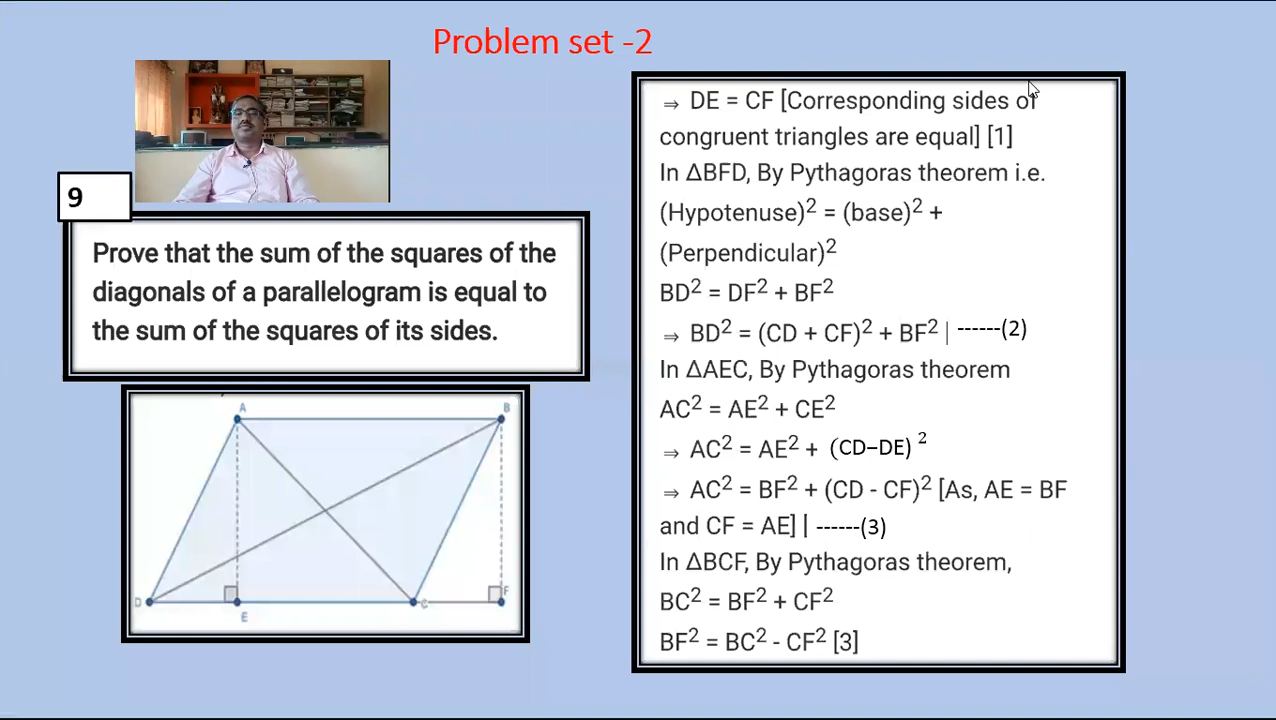 Problem set -2
9
Prove that the sum of the squares of the
diagonals of a parallelogram is equal to
the sum of the squares of its sides.
A
B
D
E
C
F
⇒ DE = CF [Corresponding sides of
congruent triangles are equal] [1]
In ΔBFD, By Pythagoras theorem i.e.
(Hypotenuse)² = (base)² +
(Perpendicular)²
BD² = DF² + BF²
⇒ BD² = (CD + CF)² + BF² | ------(2)
In ΔAEC, By Pythagoras theorem
AC² = AE² + CE²
⇒ AC² = AE² + (CD–DE) ²
⇒ AC² = BF² + (CD - CF)² [As, AE = BF
and CF = AE] | ------(3)
In ΔBCF, By Pythagoras theorem,
BC² = BF² + CF²
BF² = BC² - CF² [3]